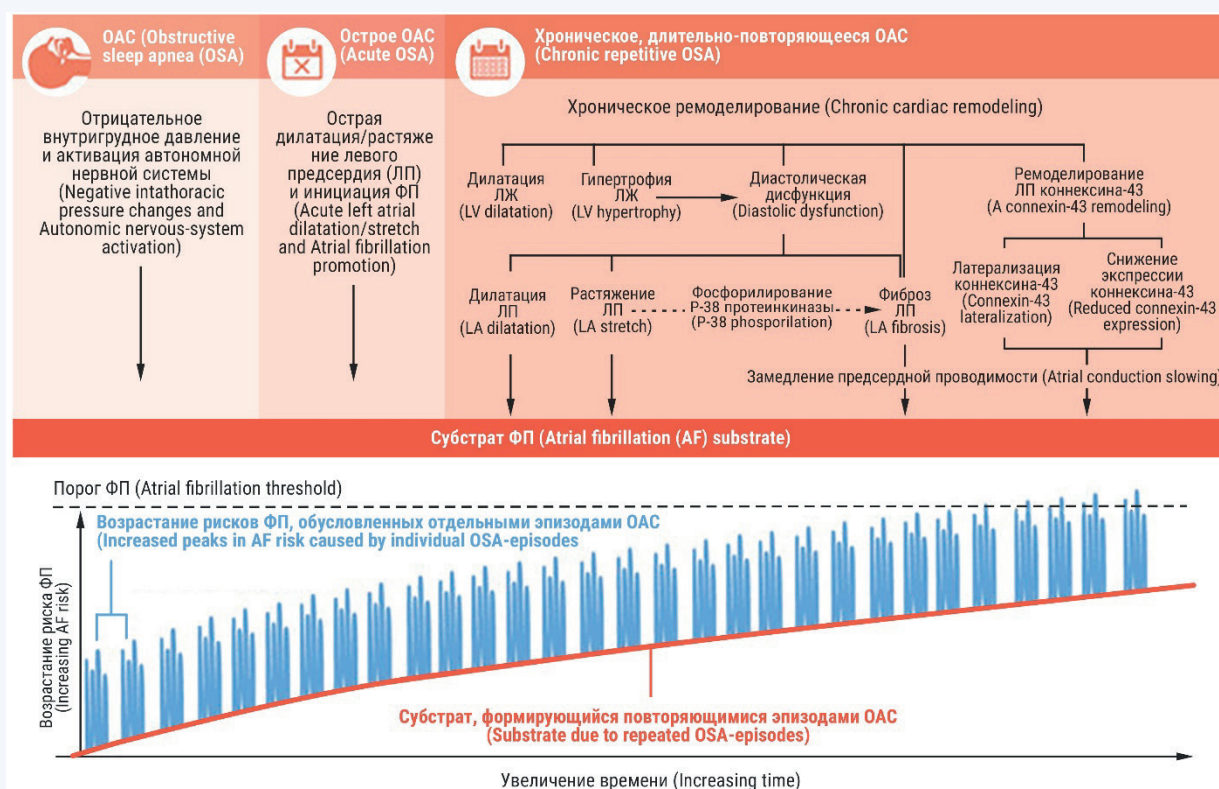 ОАС (Obstructive
sleep apnea (OSA)
Острое ОАС
(Acute OSA)
Хроническое, длительно-повторяющееся ОАС
(Chronic repetitive OSA)
Отрицательное
внутригрудное давление
и активация автономной
нервной системы
(Negative intathoracic
pressure changes and
Autonomic nervous-system
activation)
Острая
дилатация/растяже
ние левого
предсердия (ЛП)
и инициация ФП
(Acute left atrial
dilatation/stretch
and Atrial fibrillation
promotion)
Хроническое ремоделирование (Chronic cardiac remodeling)
Дилатация
ЛЖ
(LV dilatation)
Гипертрофия
ЛЖ
(LV hypertrophy)
Диастолическая
дисфункция
(Diastolic dysfunction)
Ремоделирование
ЛП коннексина-43
(A connexin-43 remodeling)
Дилатация
ЛП
(LA dilatation)
Растяжение
ЛП
(LA stretch)
Фосфорилирование
P-38 протеинкиназы
(P-38 phosporilation)
Фиброз
ЛП
(LA fibrosis)
Латерализация
коннексина-43
(Connexin-43
lateralization)
Снижение
экспрессии
коннексина-43
(Reduced connexin-43
expression)
Замедление предсердной проводимости (Atrial conduction slowing)
Субстрат ФП (Atrial fibrillation (AF) substrate)
Порог ФП (Atrial fibrillation threshold)
Возрастание рисков ФП, обусловленных отдельными эпизодами ОАС
(Increased peaks in AF risk caused by individual OSA-episodes
Возрастание риска ФП
(Increasing AF risk)
Субстрат, формирующийся повторяющимися эпизодами ОАС
(Substrate due to repeated OSA-episodes)
Увеличение времени (Increasing time)